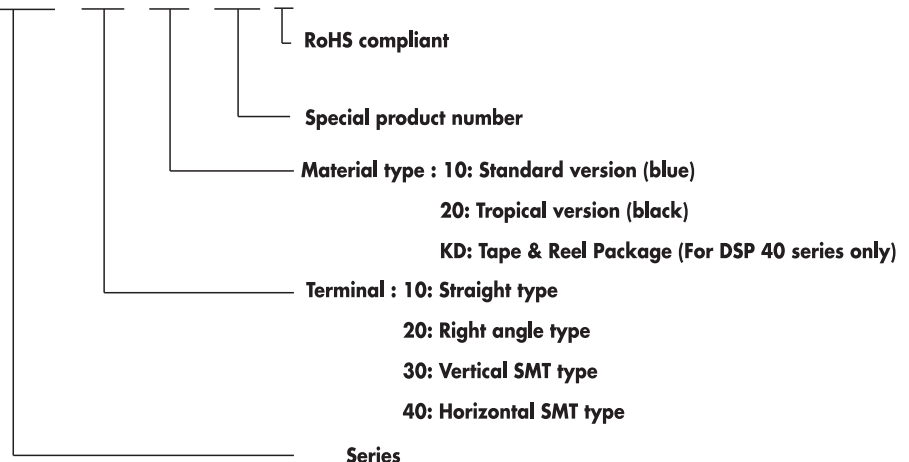 RoHS compliant
Special product number
Material type : 10: Standard version (blue)
20: Tropical version (black)
KD: Tape & Reel Package (For DSP 40 series only)
Terminal : 10: Straight type
20: Right angle type
30: Vertical SMT type
40: Horizontal SMT type
Series